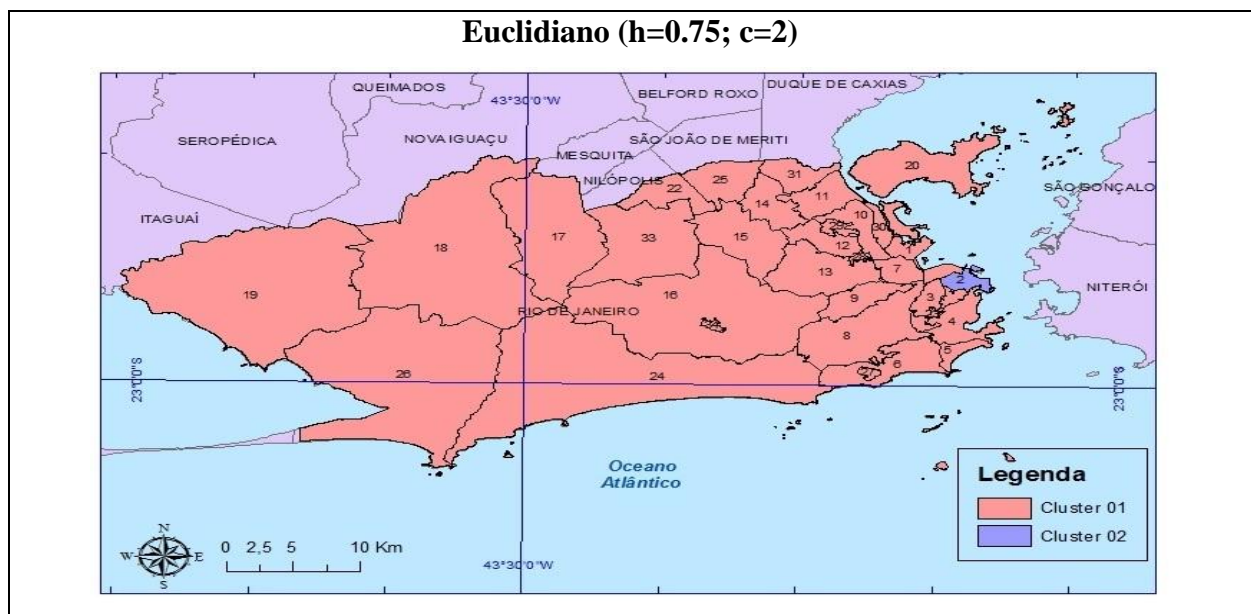 Euclidiano (h=0.75; c=2)
DUQUE DE CAXIAS
QUEIMADOS
BELFORD ROXO
43°30'0"W
SEROPÉDICA
NOVA IGUAÇU
SÃO JOÃO DE MERITI
MESQUITA
NILÓPOLIS
ITAGUAÍ
SÃO GONÇALO
20
31
25
22
11
14
10
30
1
33
15
12
17
18
13
7
2
NITERÓI
19
16
9
3
RIO DE JANEIRO
4
8
5
6
26
24
23°0'0"S
23°0'0"S
Oceano
Atlântico
Legenda
Cluster 01
Cluster 02
N
W
E
S
0 2,5 5 10 Km
43°30'0"W